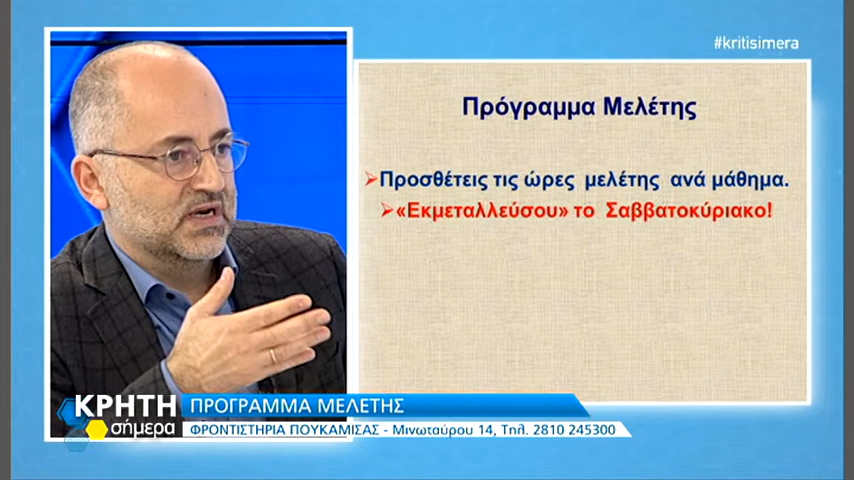 #kritisimera
Πρόγραμμα Μελέτης
➢Προσθέτεις τις ώρες μελέτης ανά μάθημα.
➢«Εκμεταλλεύσου» το Σαββατοκύριακο!
ΚΡΗΤΗ
σήμερα
ΠΡΟΓΡΑΜΜΑ ΜΕΛΕΤΗΣ
ΦΡΟΝΤΙΣΤΗΡΙΑ ΠΟΥΚΑΜΙΣΑΣ - Μινωταύρου 14, Τηλ. 2810 245300